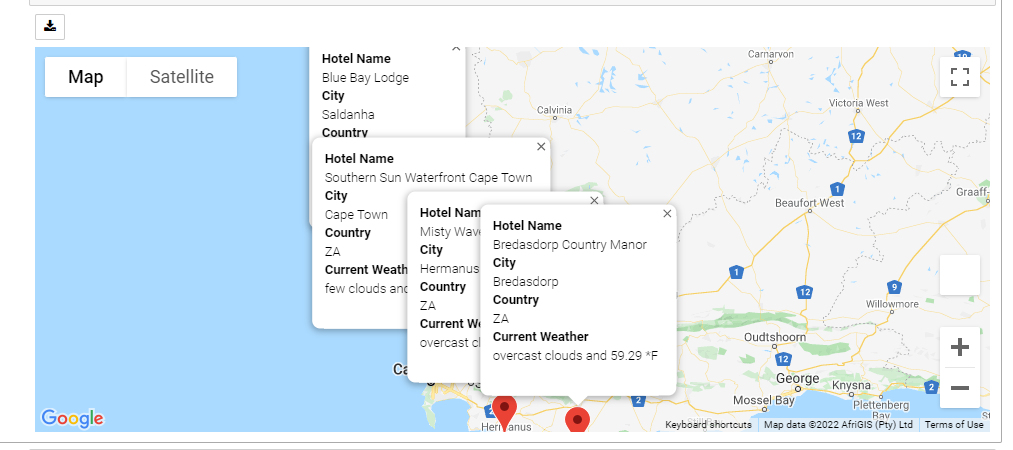 Map
Satellite
Hotel Name
Blue Bay Lodge
City
Saldanha
Country
Hotel Name
Southern Sun Waterfront Cape Town
City
Cape Town
Country
ZA
Current Weath
few clouds and
Hotel Nam
Misty Wave
City
Hermanus
Country
ZA
Current We
overcast cl
Hotel Name
Bredasdorp Country Manor
City
Bredasdorp
Country
ZA
Current Weather
overcast clouds and 59.29 *F
Carnarvon
Calvinia
Victoria West
12
1
Beaufort West
Graaff-
1
12
9
Willowmore
Oudtshoorn
12
George
Knysna
2
Mossel Bay
Plettenberg
Bay
2
Ca
2
Hermanus
Google
Keyboard shortcuts
Map data ©2022 AfriGIS (Pty) Ltd
Terms of Use